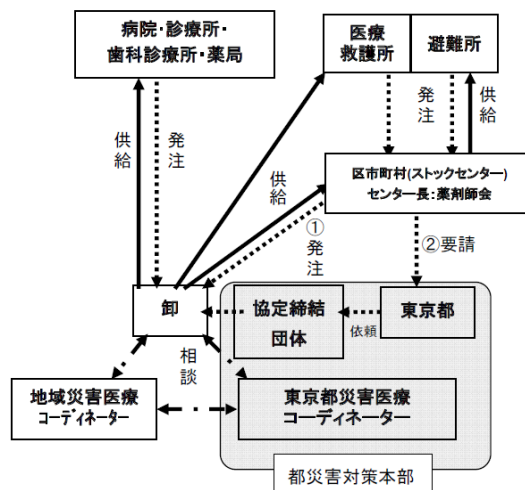 病院・診療所・
歯科診療所・薬局
医療
救護所
避難所
供給
発注
発注
供給
供給
区市町村(ストックセンター)
センター長：薬剤師会
①発注
②要請
卸
協定締結
団体
依頼
東京都
相談
地域災害医療
コーディネーター
東京都災害医療
コーディネーター
都災害対策本部